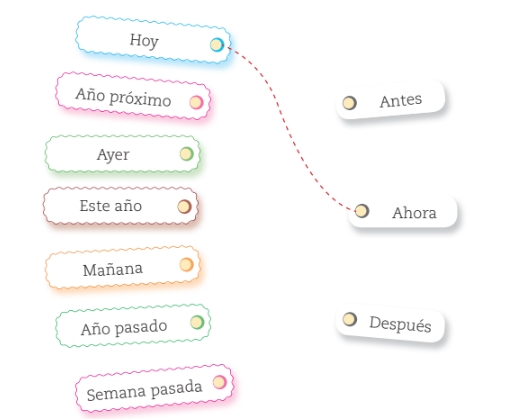 Hoy
Año próximo
Ayer
Este año
Mañana
Año pasado
Semana pasada
Antes
Ahora
Después